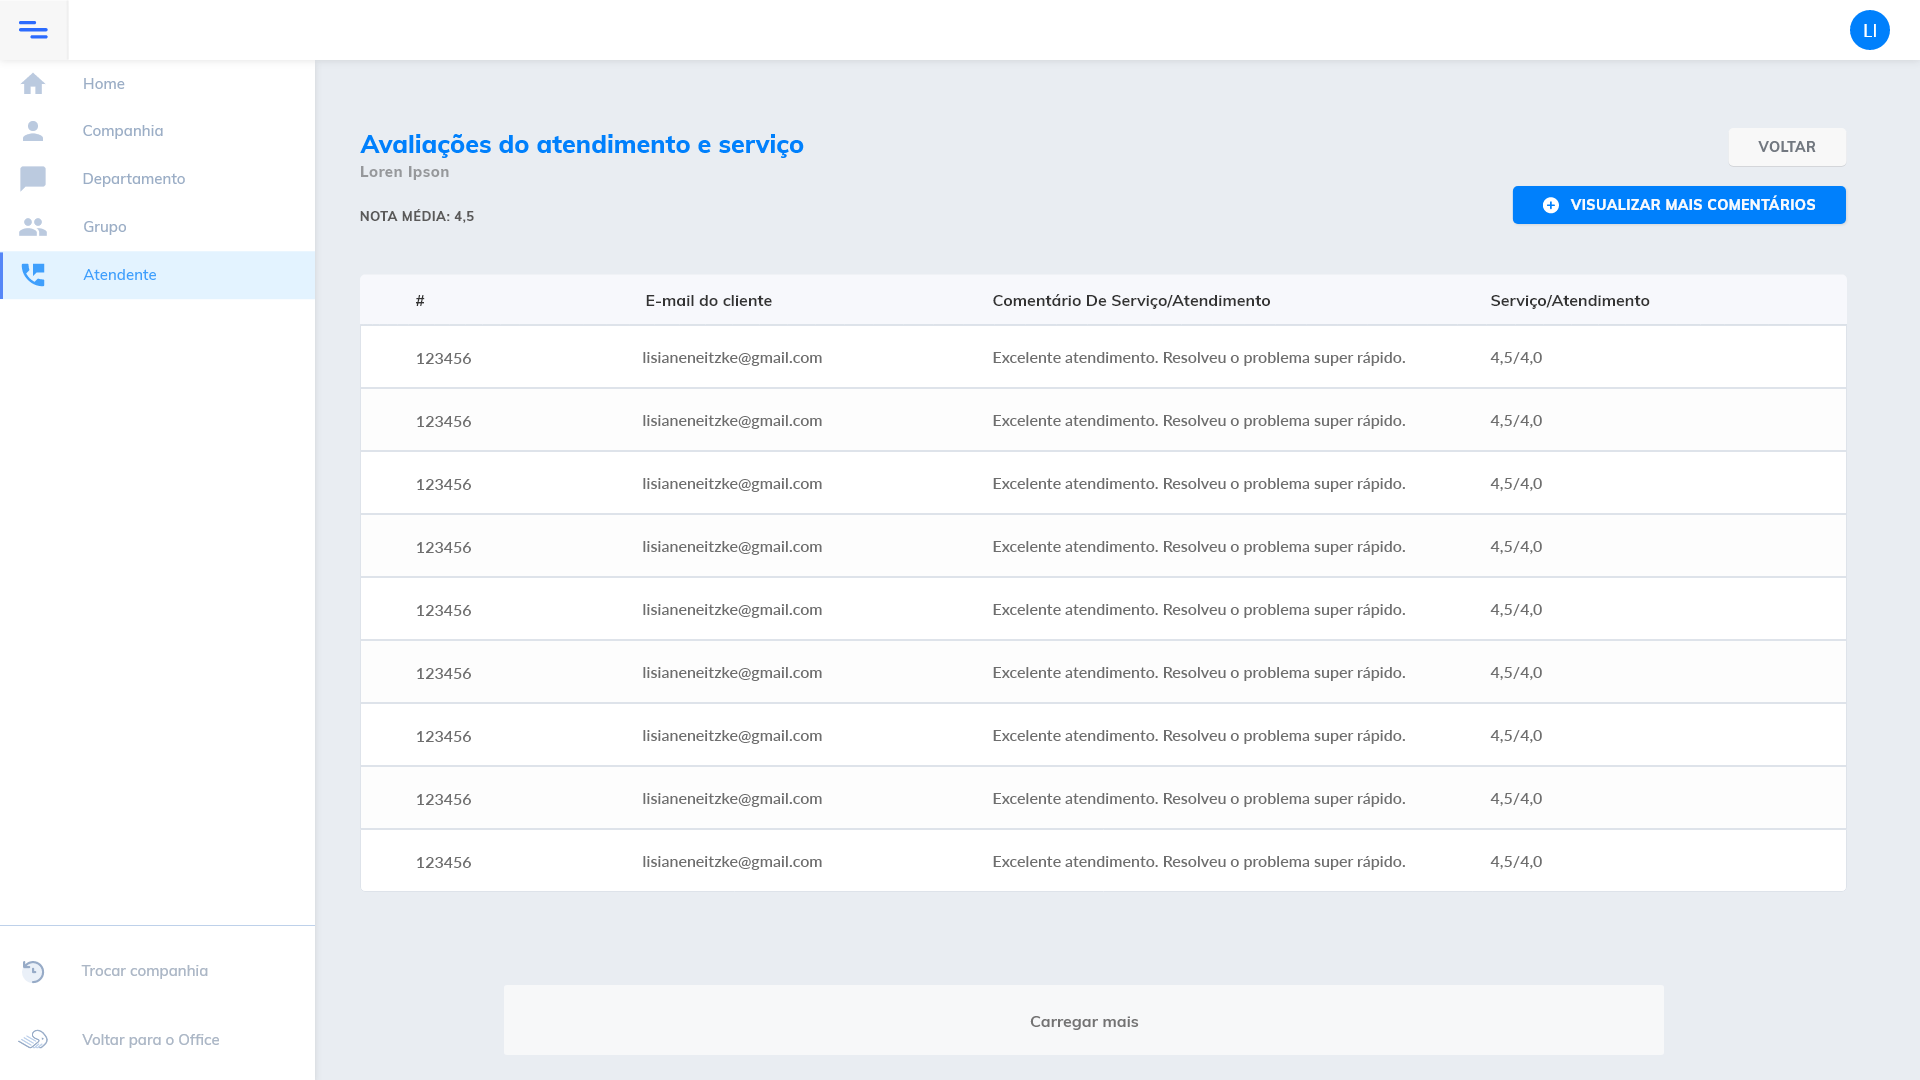 LI
Home
Companhia
Departamento
Grupo
Atendente
Trocar companhia
Voltar para o Office
Avaliações do atendimento e serviço
Loren Ipson
NOTA MÉDIA: 4,5
VOLTAR
VISUALIZAR MAIS COMENTÁRIOS
# E-mail do cliente Comentário De Serviço/Atendimento Serviço/Atendimento
123456 lisianeneitzke@gmail.com Excelente atendimento. Resolveu o problema super rápido. 4,5/4,0
123456 lisianeneitzke@gmail.com Excelente atendimento. Resolveu o problema super rápido. 4,5/4,0
123456 lisianeneitzke@gmail.com Excelente atendimento. Resolveu o problema super rápido. 4,5/4,0
123456 lisianeneitzke@gmail.com Excelente atendimento. Resolveu o problema super rápido. 4,5/4,0
123456 lisianeneitzke@gmail.com Excelente atendimento. Resolveu o problema super rápido. 4,5/4,0
123456 lisianeneitzke@gmail.com Excelente atendimento. Resolveu o problema super rápido. 4,5/4,0
123456 lisianeneitzke@gmail.com Excelente atendimento. Resolveu o problema super rápido. 4,5/4,0
123456 lisianeneitzke@gmail.com Excelente atendimento. Resolveu o problema super rápido. 4,5/4,0
123456 lisianeneitzke@gmail.com Excelente atendimento. Resolveu o problema super rápido. 4,5/4,0
Carregar mais